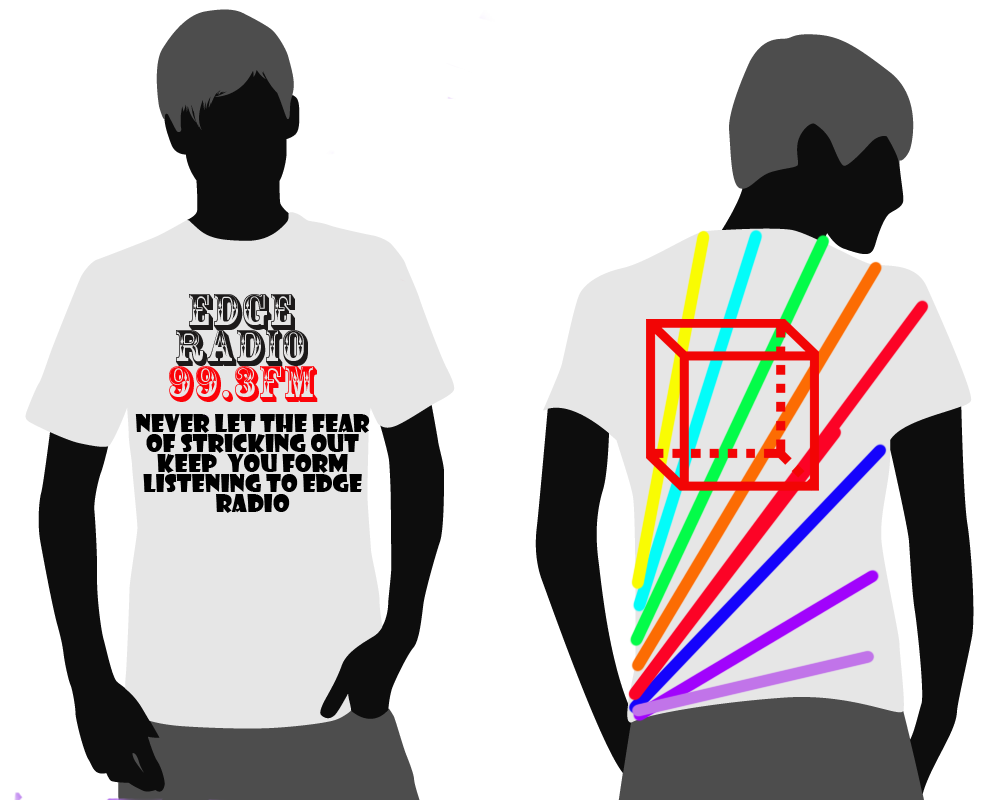 EDGE
RADIO
99.3FM
NEVER LET THE FEAR
OF STRICKING OUT
KEEP YOU FORM
LISTENING TO EDGE
RADIO